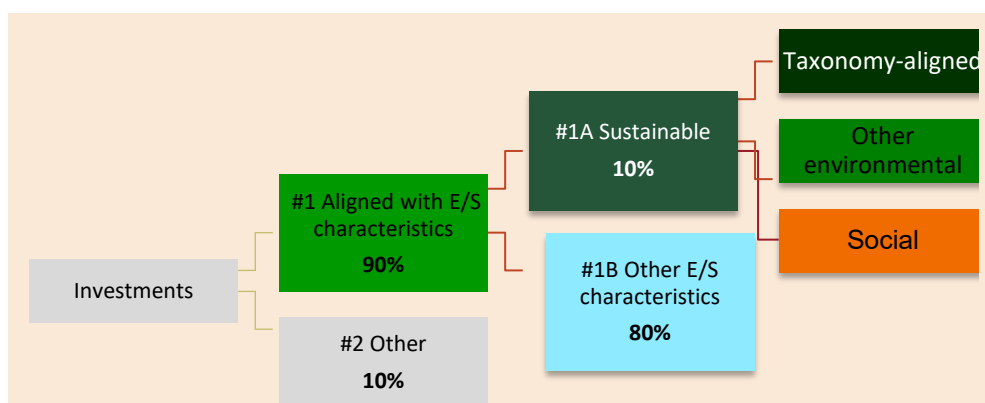 Investments
#1 Aligned with E/S
characteristics
90%
#2 Other
10%
#1A Sustainable
10%
#1B Other E/S
characteristics
80%
Taxonomy-aligned
Other
environmental
Social